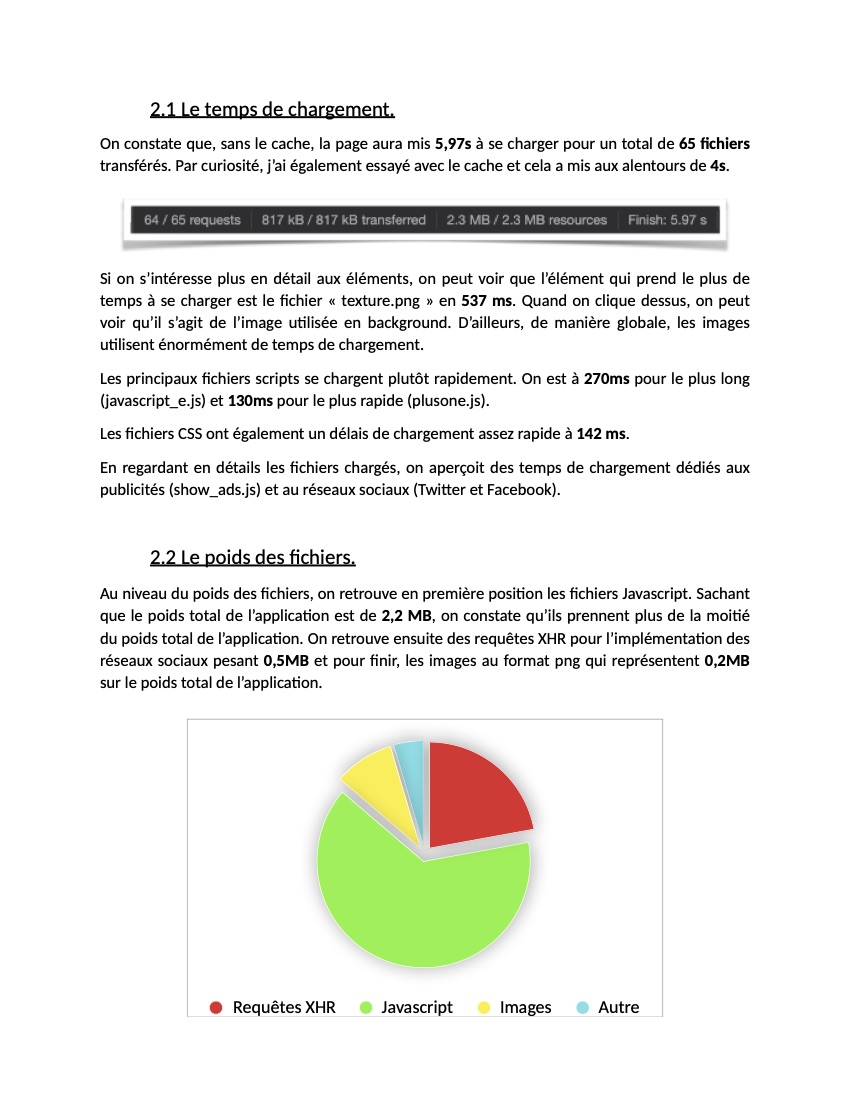 2.1 Le temps de chargement.
On constate que, sans le cache, la page aura mis 5,97s à se charger pour un total de 65 fichiers
transférés. Par curiosité, j’ai également essayé avec le cache et cela a mis aux alentours de 4s.
64 / 65 requests 817 kB / 817 kB transferred 2.3 MB / 2.3 MB resources Finish: 5.97 s
Si on s’intéresse plus en détail aux éléments, on peut voir que l’élément qui prend le plus de
temps à se charger est le fichier « texture.png » en 537 ms. Quand on clique dessus, on peut
voir qu’il s’agit de l’image utilisée en background. D’ailleurs, de manière globale, les images
utilisent énormément de temps de chargement.
Les principaux fichiers scripts se chargent plutôt rapidement. On est à 270ms pour le plus long
(javascript_e.js) et 130ms pour le plus rapide (plusone.js).
Les fichiers CSS ont également un délais de chargement assez rapide à 142 ms.
En regardant en détails les fichiers chargés, on aperçoit des temps de chargement dédiés aux
publicités (show_ads.js) et au réseaux sociaux (Twitter et Facebook).
2.2 Le poids des fichiers.
Au niveau du poids des fichiers, on retrouve en première position les fichiers Javascript. Sachant
que le poids total de l’application est de 2,2 MB, on constate qu’ils prennent plus de la moitié
du poids total de l’application. On retrouve ensuite des requêtes XHR pour l’implémentation des
réseaux sociaux pesant 0,5MB et pour finir, les images au format png qui représentent 0,2MB
sur le poids total de l’application.
Requêtes XHR Javascript Images Autre